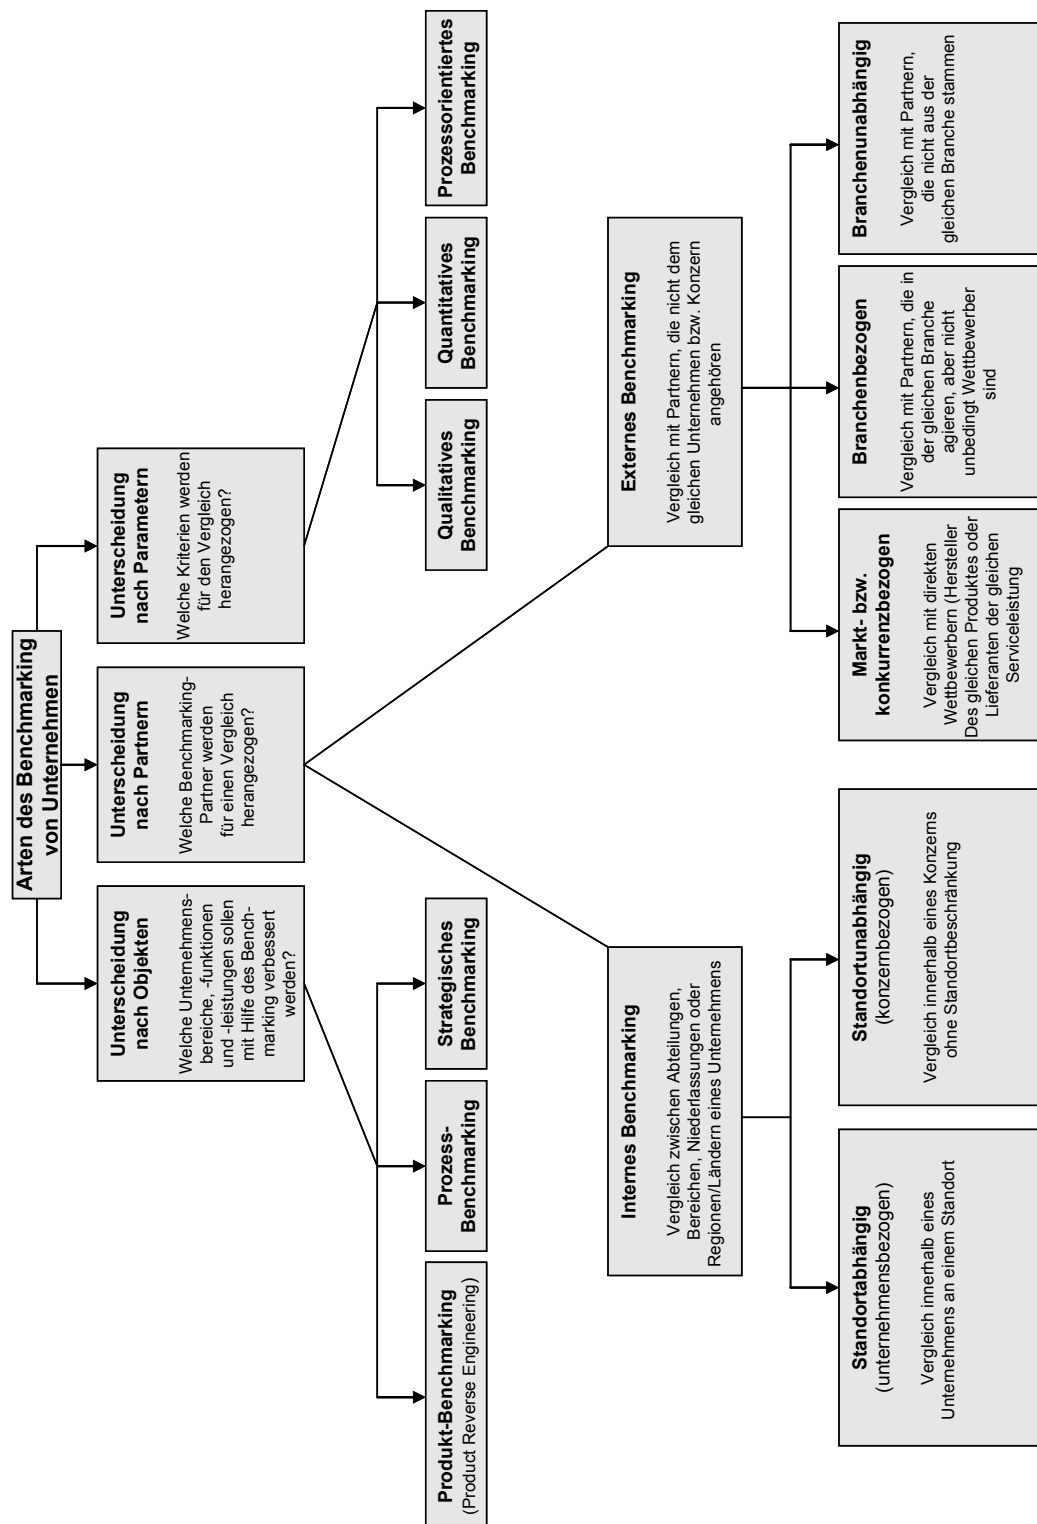 Arten des Benchmarking
von Unternehmen
Unterscheidung
nach Objekten
Welche Unternehmens-
bereiche, -funktionen
und -leistungen sollen
mit Hilfe des Bench-
marking verbessert
werden?
Unterscheidung
nach Partnern
Welche Benchmarking-
Partner werden
für einen Vergleich
herangezogen?
Unterscheidung
nach Parametern
Welche Kriterien werden
für den Vergleich
herangezogen?
Produkt-Benchmarking
(Product Reverse Engineering)
Prozess-
Benchmarking
Strategisches
Benchmarking
Qualitatives
Benchmarking
Quantitatives
Benchmarking
Prozessorientiertes
Benchmarking
Internes Benchmarking
Vergleich zwischen Abteilungen,
Bereichen, Niederlassungen oder
Regionen/Ländern eines Unternehmens
Externes Benchmarking
Vergleich mit Partnern, die nicht dem
gleichen Unternehmen bzw. Konzern
angehören
Standortabhängig
(unternehmensbezogen)
Vergleich innerhalb eines
Unternehmens an einem Standort
Standortunabhängig
(konzernbezogen)
Vergleich innerhalb eines Konzerns
ohne Standortbeschränkung
Markt- bzw.
konkurrenzbezogen
Vergleich mit direkten
Wettbewerbern (Hersteller
Des gleichen Produktes oder
Lieferanten der gleichen
Serviceleistung
Branchenbezogen
Vergleich mit Partnern, die in
der gleichen Branche
agieren, aber nicht
unbedingt Wettbewerber
sind
Branchenunabhängig
Vergleich mit Partnern,
die nicht aus der
gleichen Branche stammen